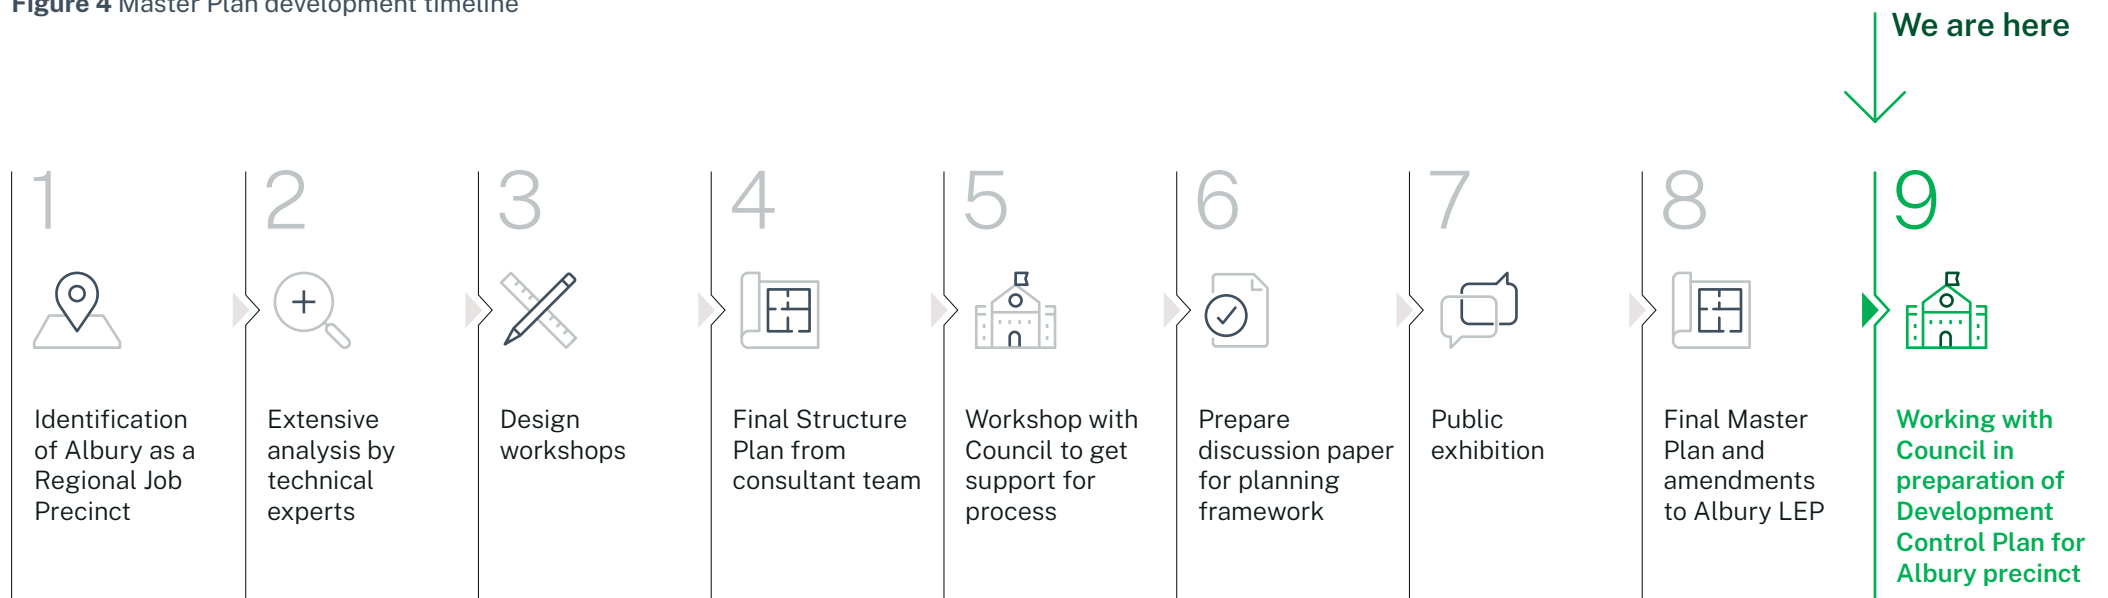 Figure 4 Master Plan development timeline
We are here
1
Identification
of Albury as a
Regional Job
Precinct
2
Extensive
analysis by
technical
experts
3
Design
workshops
4
Final Structure
Plan from
consultant team
5
Workshop with
Council to get
support for
process
6
Prepare
discussion paper
for planning
framework
7
Public
exhibition
8
Final Master
Plan and
amendments
to Albury LEP
9
Working with
Council in
preparation of
Development
Control Plan for
Albury precinct